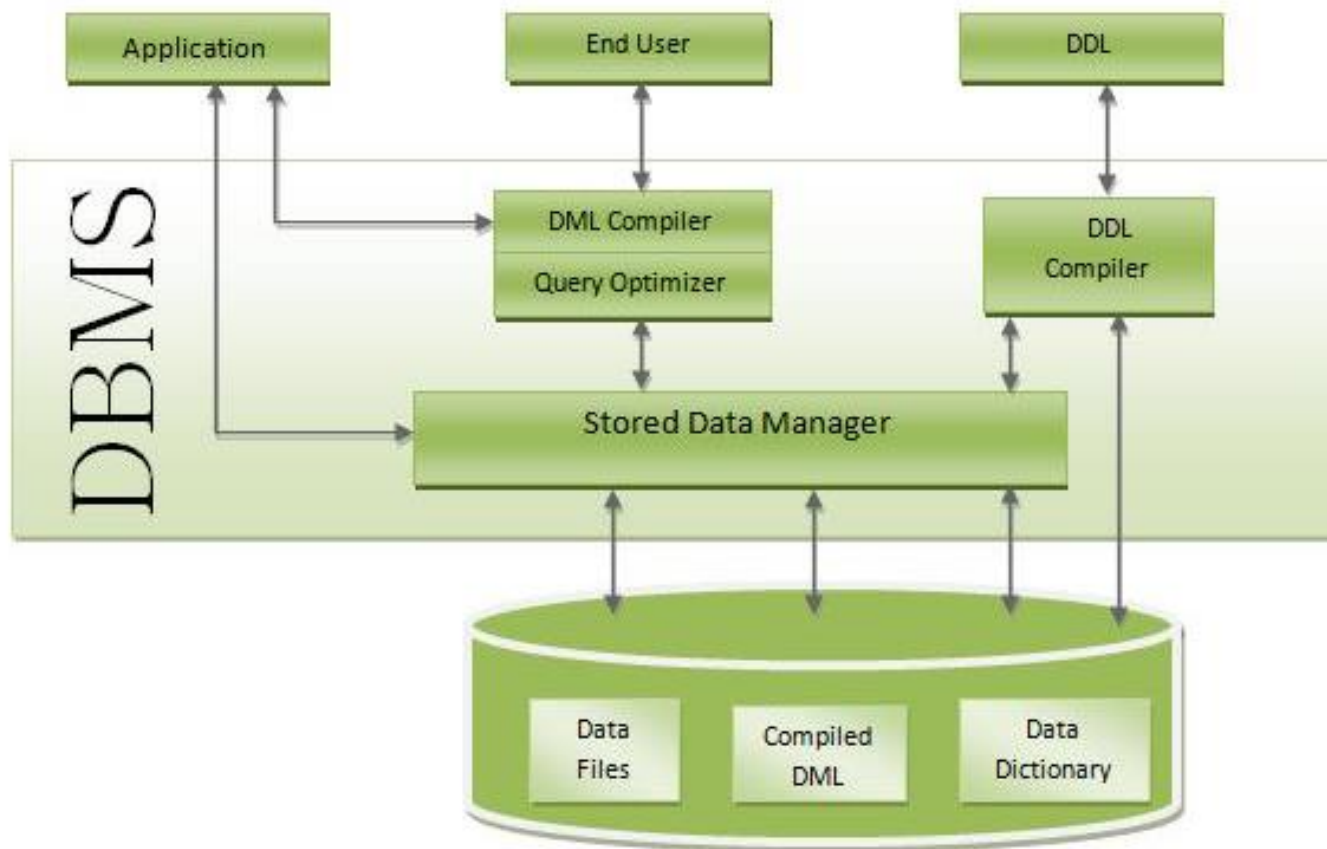 Application
End User
DDL
DBMS
DML Compiler
Query Optimizer
DDL
Compiler
Stored Data Manager
Data
Files
Compiled
DML
Data
Dictionary